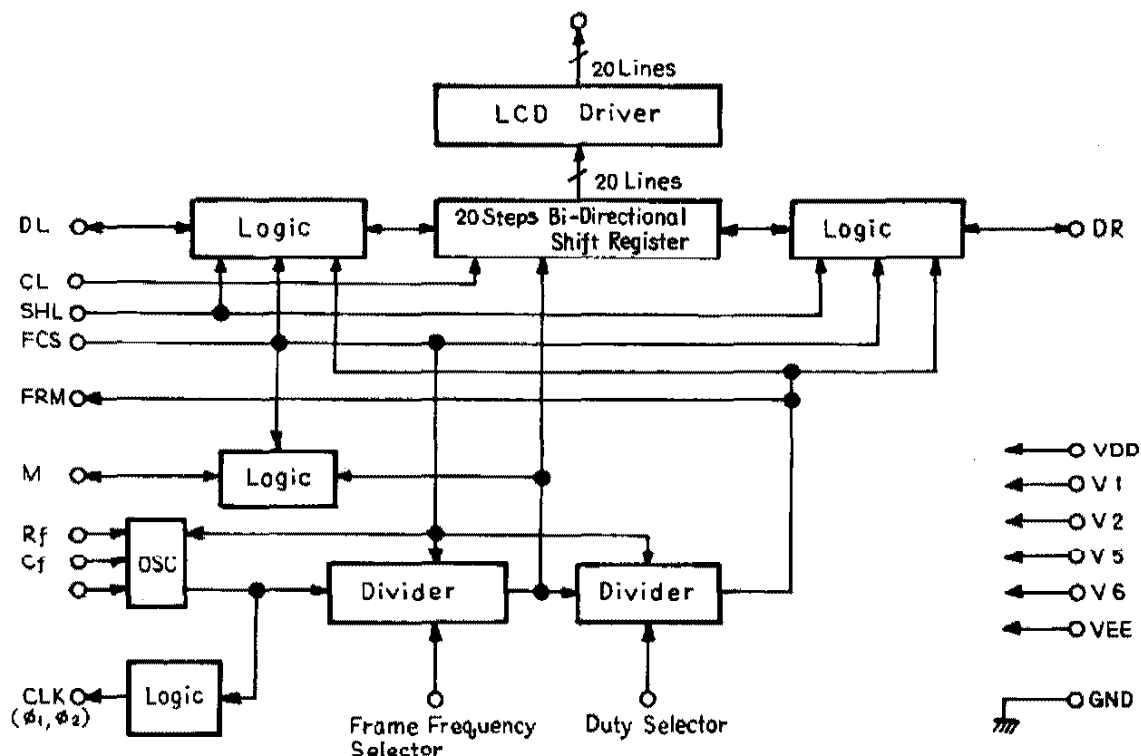 20 Lines
LCD Driver
20 Lines
DL
Logic
20 Steps Bi-Directional
Shift Register
Logic
DR
CL
SHL
FCS
FRM
M
Logic
VDD
V1
V2
V5
V6
VEE
GND
Rf
Cf
OSC
Divider
Divider
CLK
(ø1, ø2)
Logic
Frame Frequency
Selector
Duty Selector